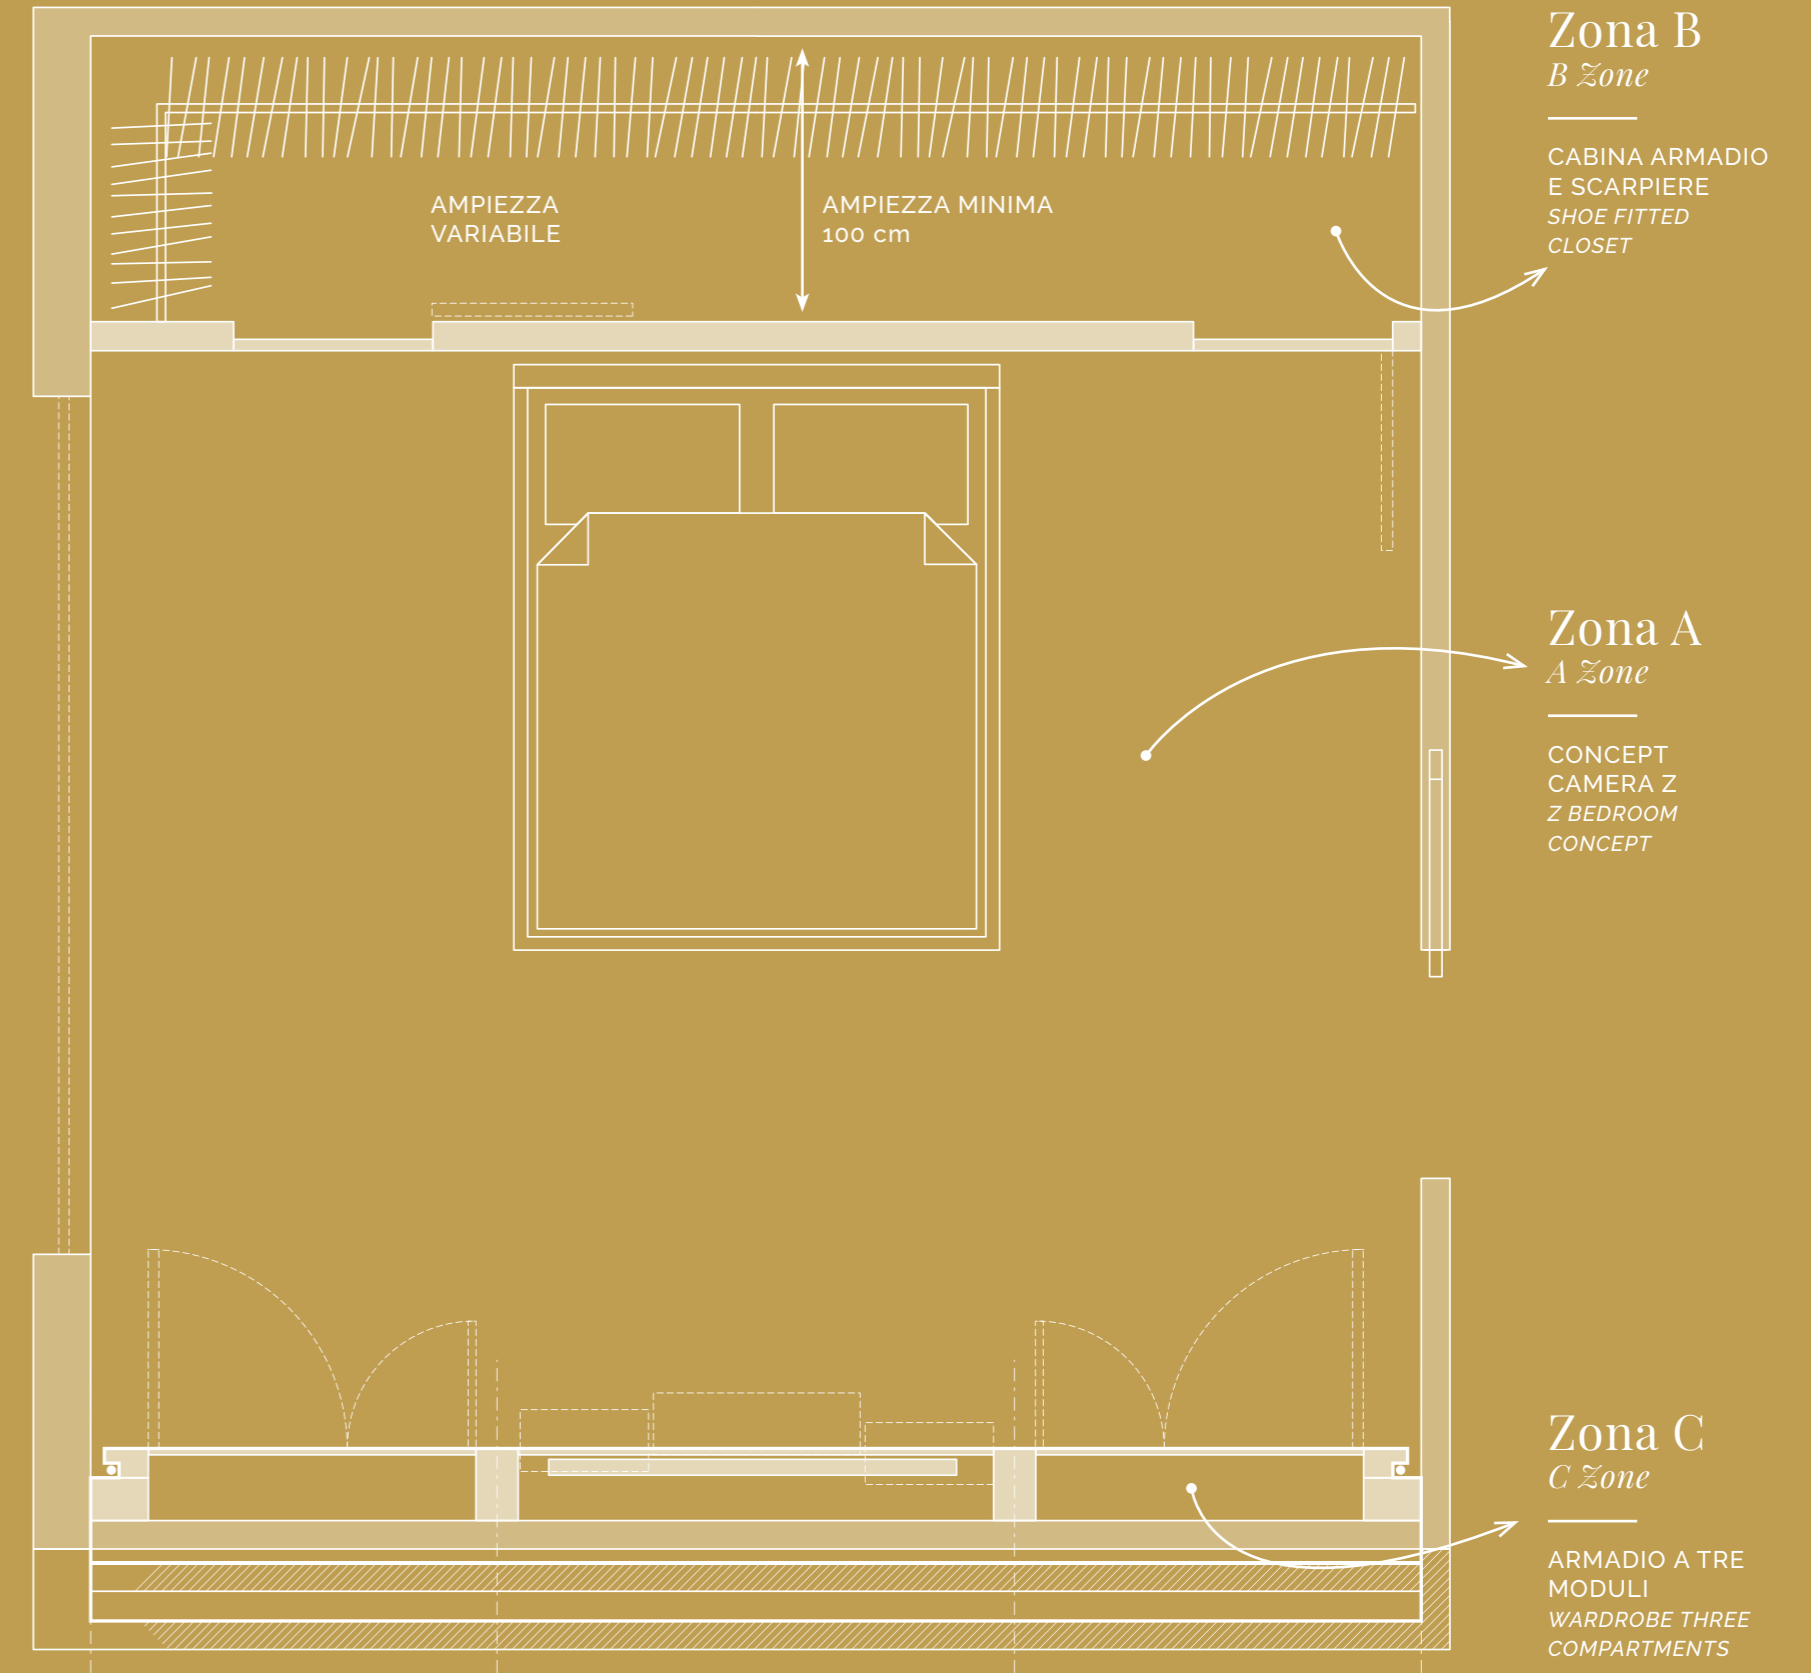 Zona B
B Zone
CABINA ARMADIO
E SCARPIERE
SHOE FITTED
CLOSET
AMPIEZZA
VARIABILE
AMPIEZZA MINIMA
100 cm
Zona A
A Zone
CONCEPT
CAMERA Z
Z BEDROOM
CONCEPT
Zona C
C Zone
ARMADIO A TRE
MODULI
WARDROBE THREE
COMPARTMENTS